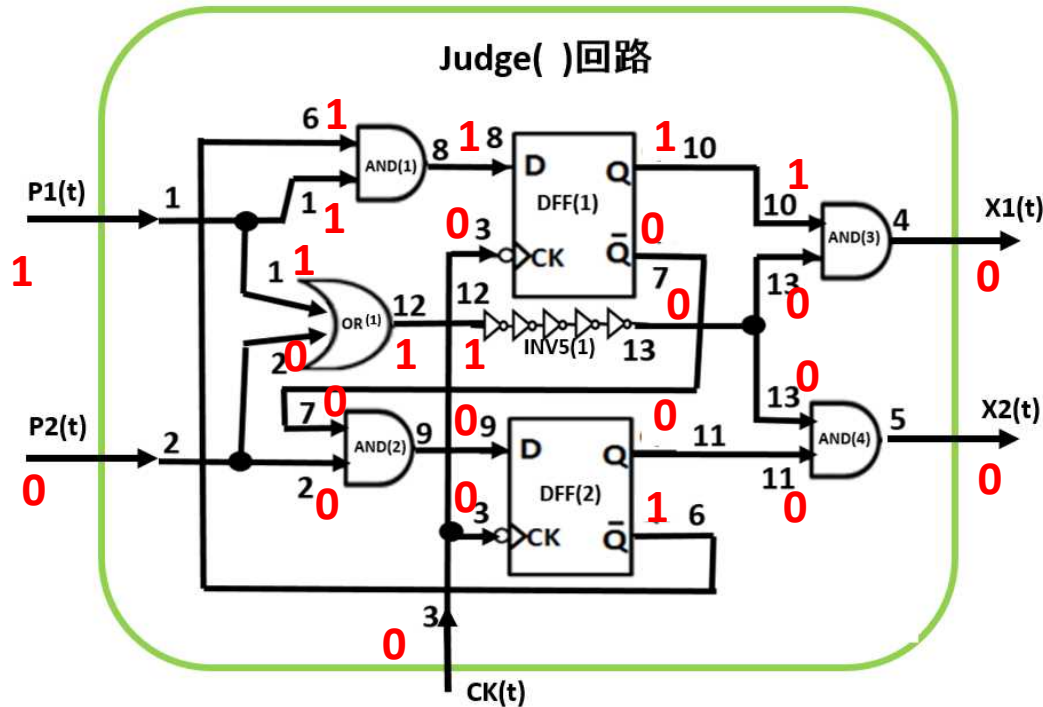 Judge( )回路
6 1
AND(1)
8 1 8
D
Q
1 10
1
P1(t)
1
1
1
DFF(1)
10
AND(3)
4
X1(t)
0 3
CK
Q̅
0
7
1
1 1
OR(1)
12
12
0
13
0
0
INV5(1)
13
2 0
1
1
0
7 0
0 9
9
D
Q
0
11
13
AND(4)
5
X2(t)
P2(t)
2
AND(2)
DFF(2)
11
0
0
2 0
0
3
CK
Q̅
1 6
0
3
0
CK(t)